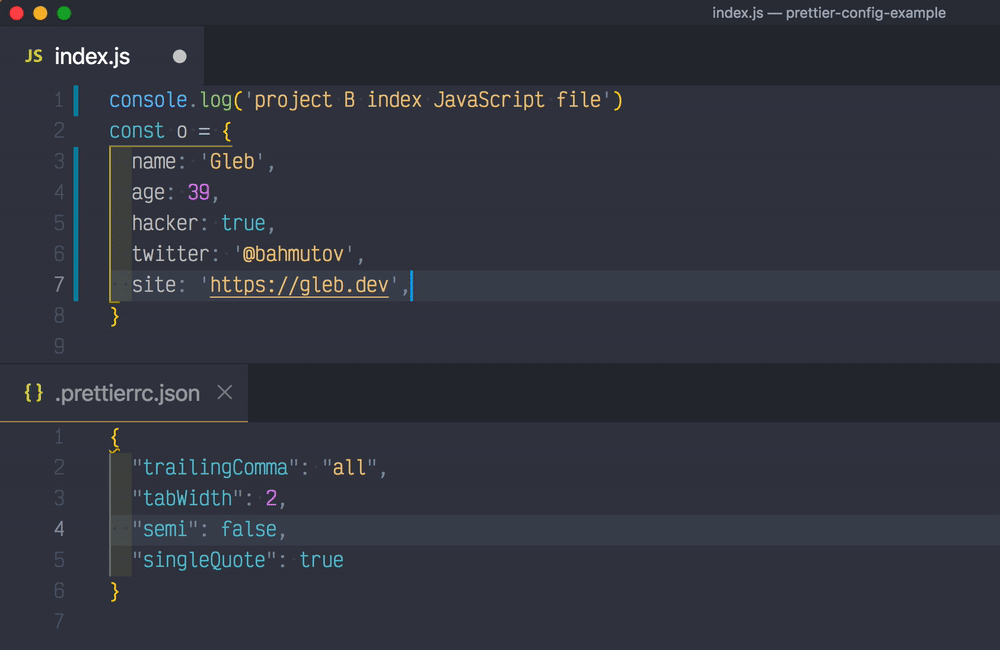 index.js — prettier-config-example
JS index.js
1 console.log('project B index JavaScript file')
2 const o = {
3 name: 'Gleb',
4 age: 39,
5 hacker: true,
6 twitter: '@bahmutov',
7 site: 'https://gleb.dev',
8 }
9
{} .prettierrc.json
1 {
2 "trailingComma": "all",
3 "tabWidth": 2,
4 "semi": false,
5 "singleQuote": true
6 }
7